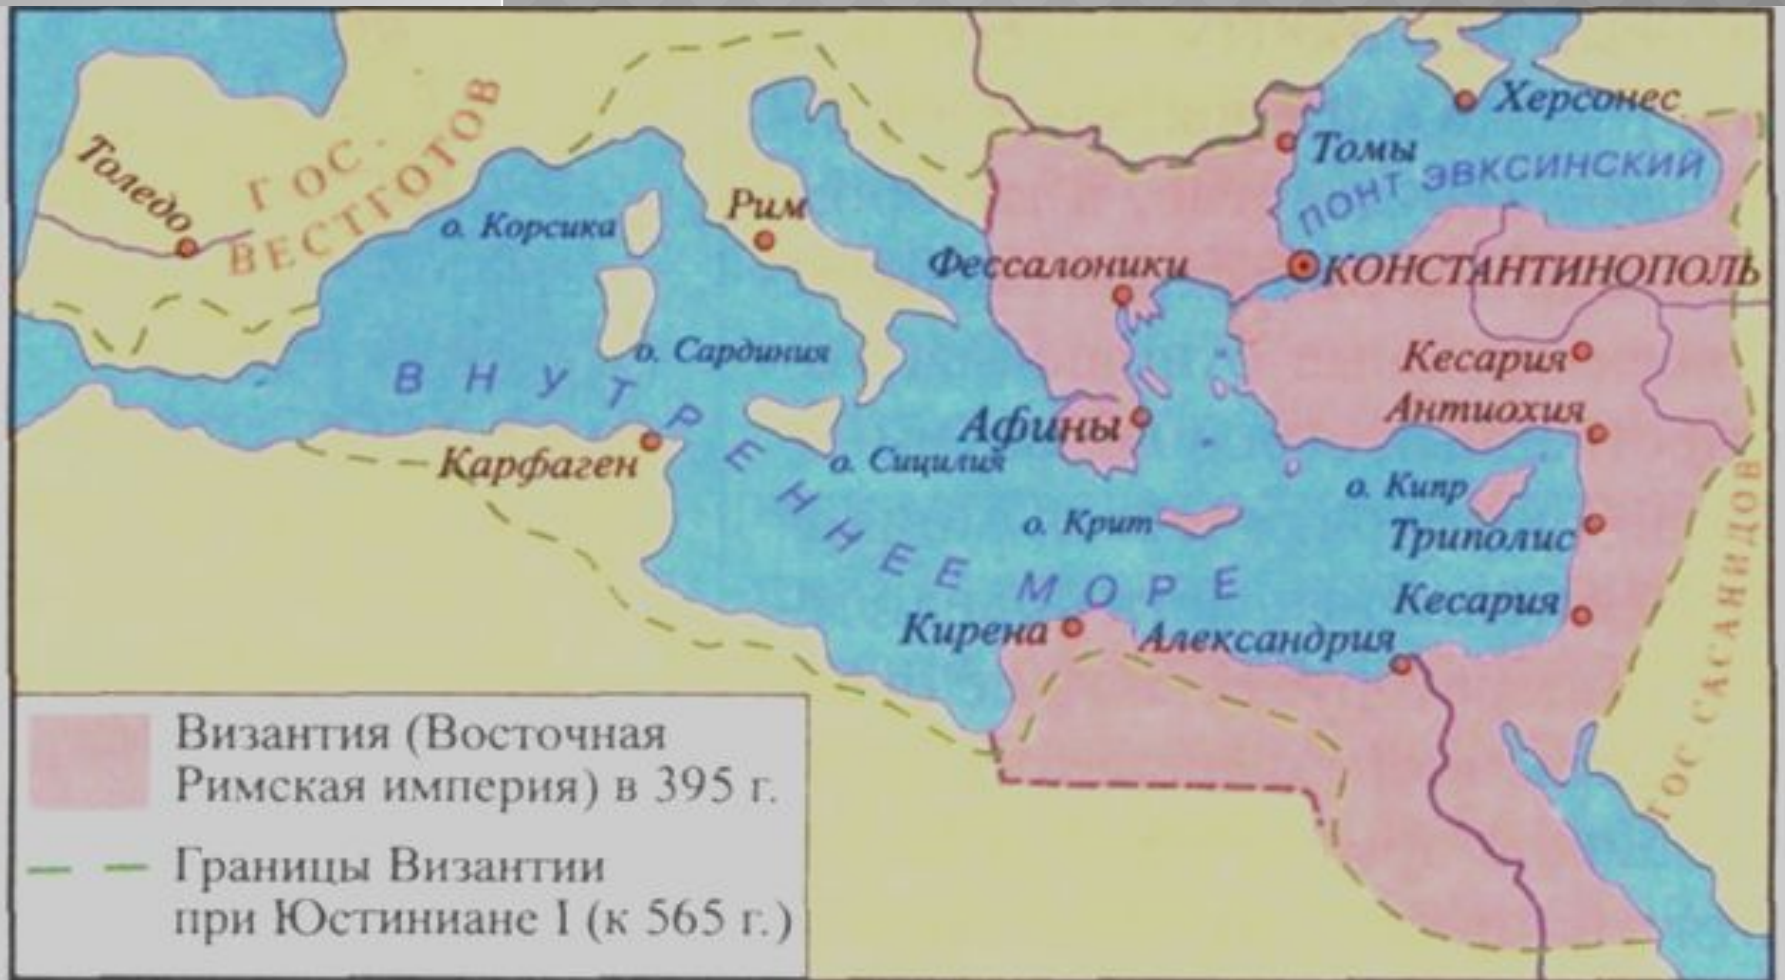 Херсонес
Томы
ПОНТ ЭВКСИНСКИЙ
Толедо
ГОС.
ВЕСТГОТОВ
о. Корсика
Рим
Фессалоники
КОНСТАНТИНОПОЛЬ
о. Сардиния
Кесария
ВНУТРЕННЕЕ МОРЕ
Афины
Антиохия
Карфаген
о. Сицилия
о. Кипр
о. Крит
Триполис
Кесария
Кирена
Александрия
ГОС. САСАНИДОВ
Византия (Восточная
Римская империя) в 395 г.
Границы Византии
при Юстиниане I (к 565 г.)